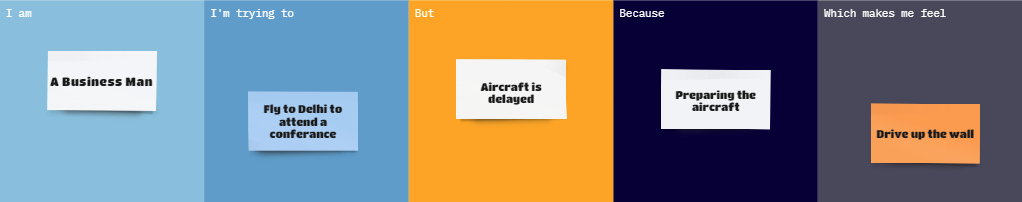 I am
A Business Man
I'm trying to
Fly to Delhi to
attend a
conferance
But
Aircraft is
delayed
Because
Preparing the
aircraft
Which makes me feel
Drive up the wall